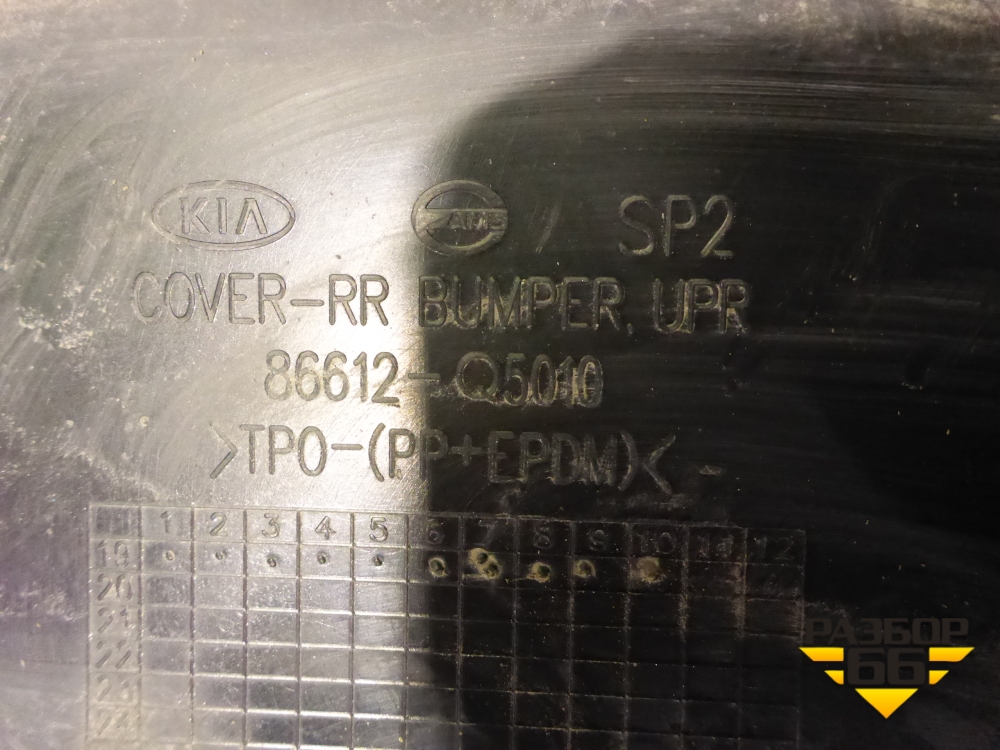 KIA SP2
COVER-RR BUMPER, UPR
86612-Q5010
>TPO-(PP+EPDM)< -
1 2 3 4 5 6 7 8 9 10 11 12
19
20
21
22
23
24
РАЗБОР
66